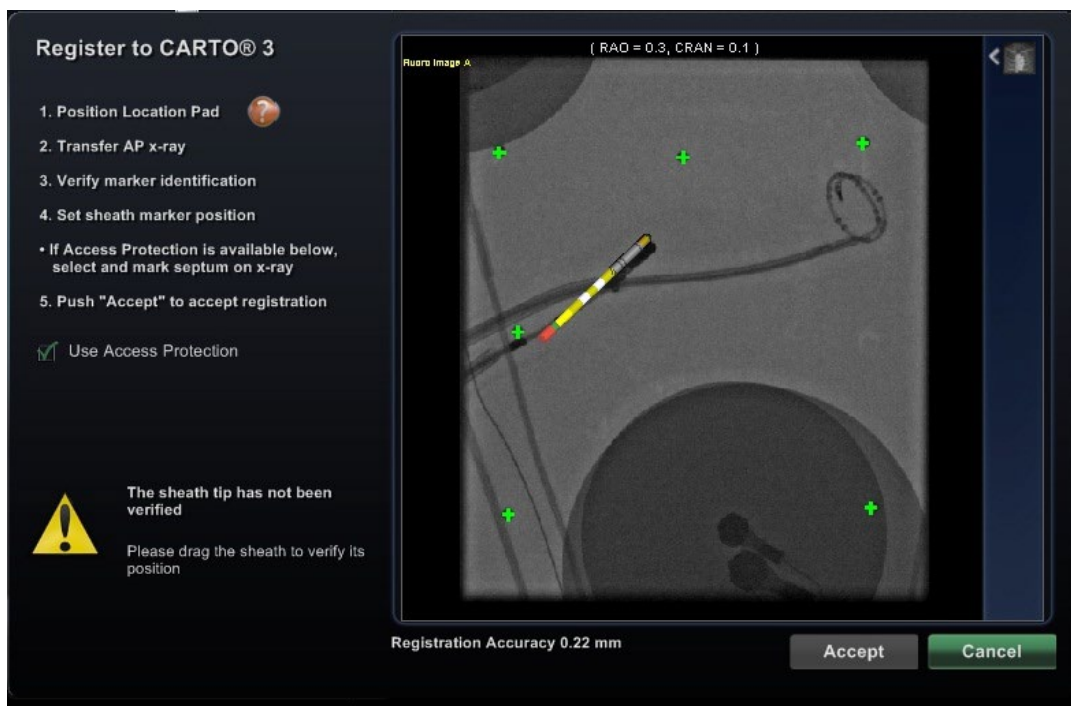 Register to CARTO® 3
1. Position Location Pad
2. Transfer AP x-ray
3. Verify marker identification
4. Set sheath marker position
• If Access Protection is available below,
select and mark septum on x-ray
5. Push "Accept" to accept registration
Use Access Protection
The sheath tip has not been
verified
Please drag the sheath to verify its
position
( RAO = 0.3, CRAN = 0.1 )
Fluoro Image A
Registration Accuracy 0.22 mm
Accept
Cancel